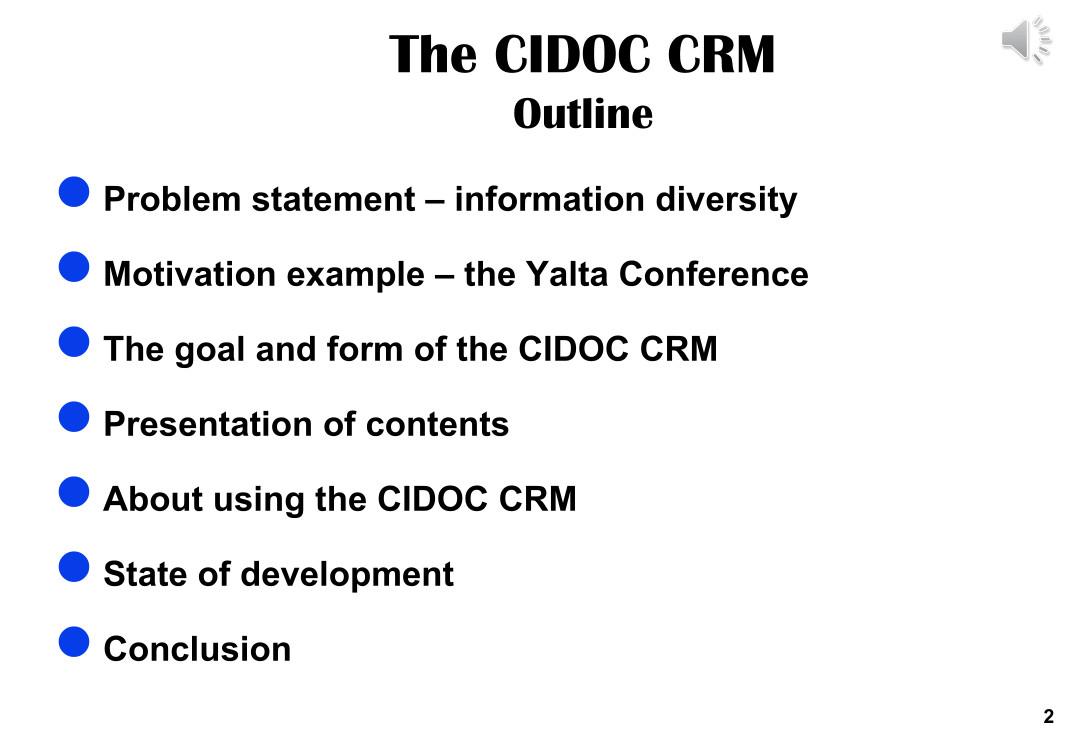 The CIDOC CRM
Outline
Problem statement – information diversity
Motivation example – the Yalta Conference
The goal and form of the CIDOC CRM
Presentation of contents
About using the CIDOC CRM
State of development
Conclusion
2